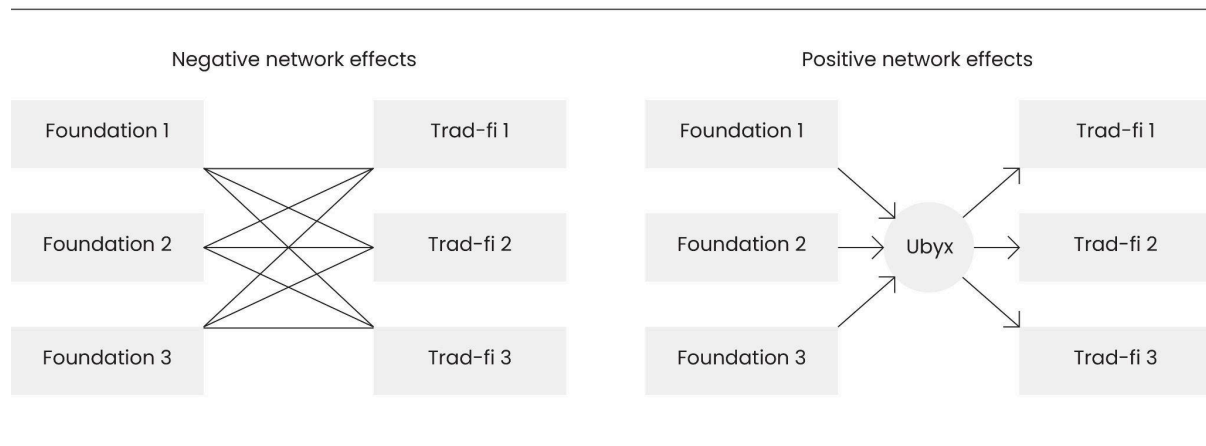 Negative network effects
Foundation 1
Trad-fi 1
Foundation 2
Trad-fi 2
Foundation 3
Trad-fi 3
Positive network effects
Foundation 1
Trad-fi 1
Foundation 2
Ubyx
Trad-fi 2
Foundation 3
Trad-fi 3